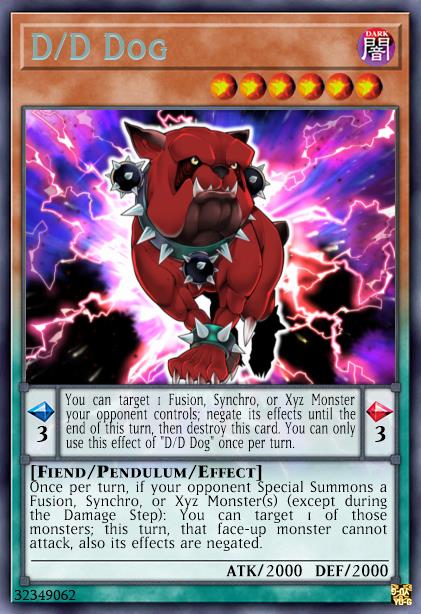 D/D Dog
DARK
闇
You can target 1 Fusion, Synchro, or Xyz Monster
your opponent controls; negate its effects until the
end of this turn, then destroy this card. You can only
use this effect of "D/D Dog" once per turn.
3
3
[Fiend/Pendulum/Effect]
Once per turn, if your opponent Special Summons a
Fusion, Synchro, or Xyz Monster(s) (except during
the Damage Step): You can target 1 of those
monsters; this turn, that face-up monster cannot
attack, also its effects are negated.
ATK/2000 DEF/2000
32349062